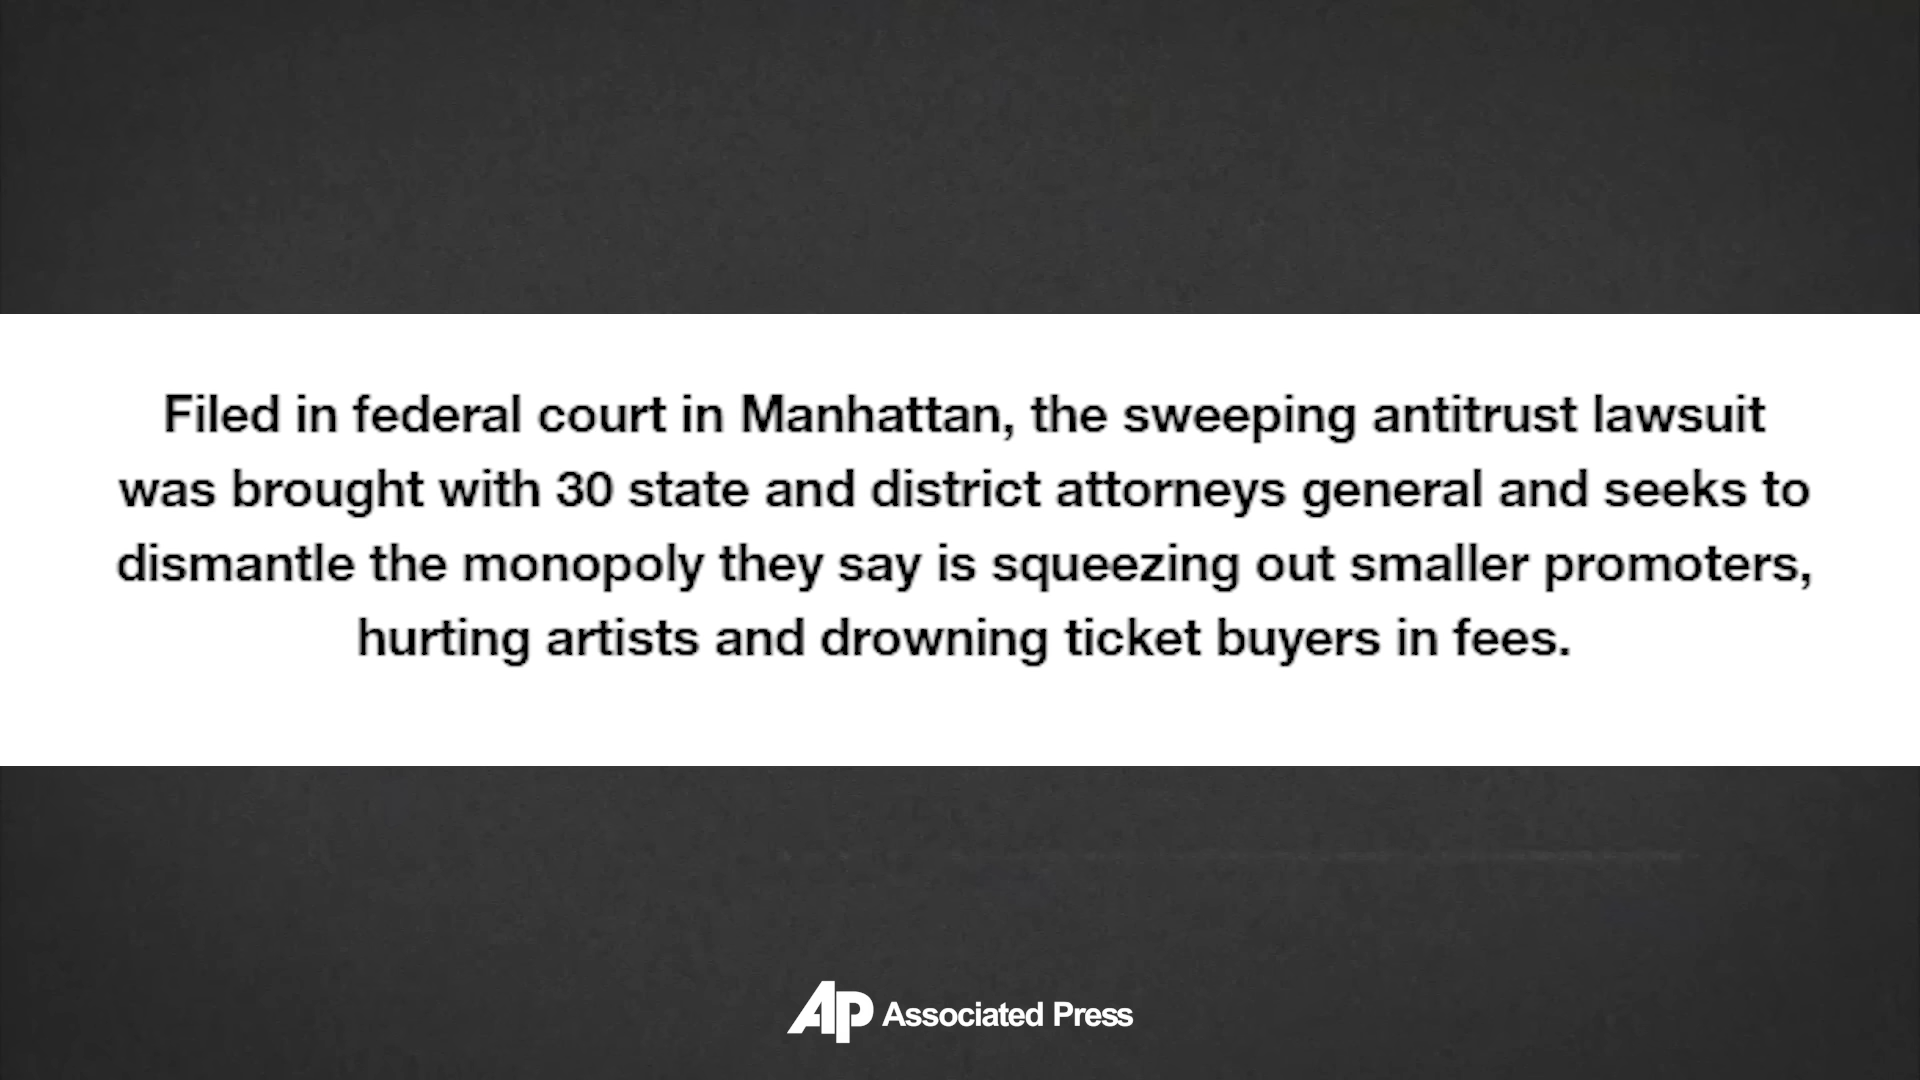 Filed in federal court in Manhattan, the sweeping antitrust lawsuit
was brought with 30 state and district attorneys general and seeks to
dismantle the monopoly they say is squeezing out smaller promoters,
hurting artists and drowning ticket buyers in fees.
AP Associated Press